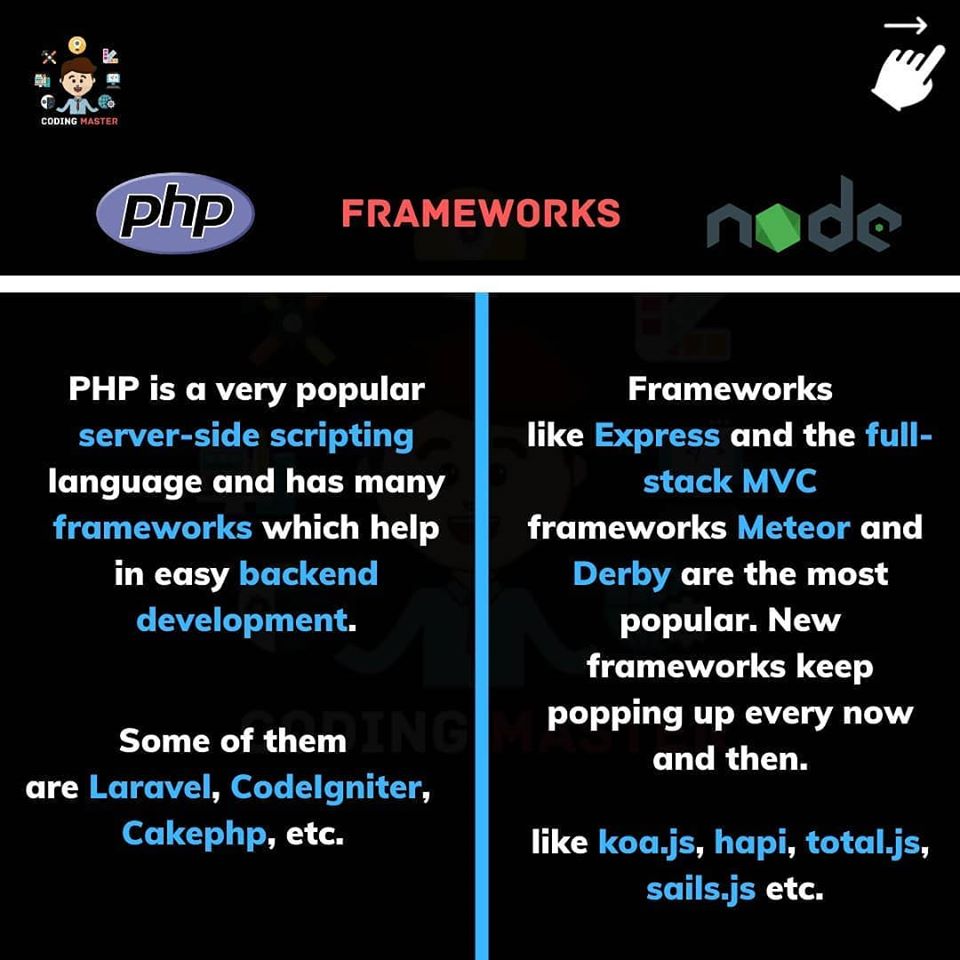 CODING MASTER
php
FRAMEWORKS
node
PHP is a very popular
server-side scripting
language and has many
frameworks which help
in easy backend
development.
Some of them
are Laravel, CodeIgniter,
Cakephp, etc.
Frameworks
like Express and the full-
stack MVC
frameworks Meteor and
Derby are the most
popular. New
frameworks keep
popping up every now
and then.
like koa.js, hapi, total.js,
sails.js etc.
CODING MASTER